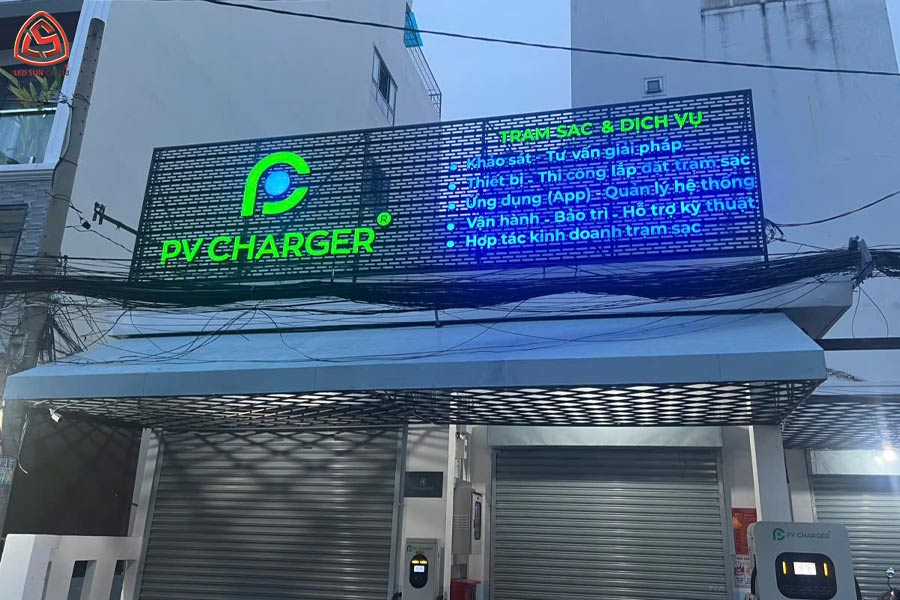 LED SUN
PV CHARGER®
TRẠM SẠC & DỊCH VỤ
• Khảo sát - Tư vấn giải pháp
• Thiết bị - Thi công lắp đặt trạm sạc
• Ứng dụng (App) - Quản lý hệ thống
• Vận hành - Bảo trì - Hỗ trợ kỹ thuật
• Hợp tác kinh doanh trạm sạc
PV CHARGER